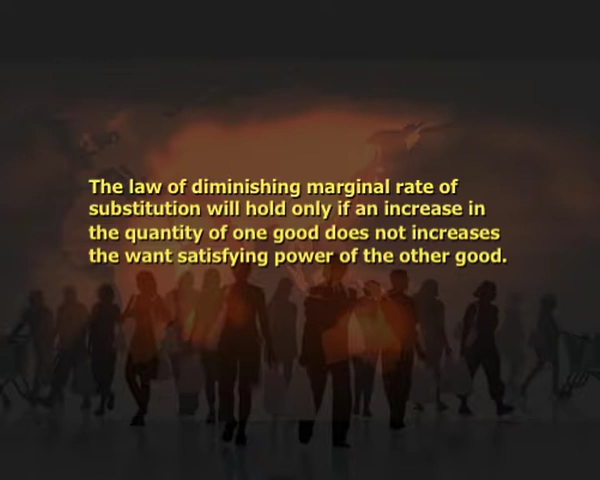 The law of diminishing marginal rate of
substitution will hold only if an increase in
the quantity of one good does not increases
the want satisfying power of the other good.